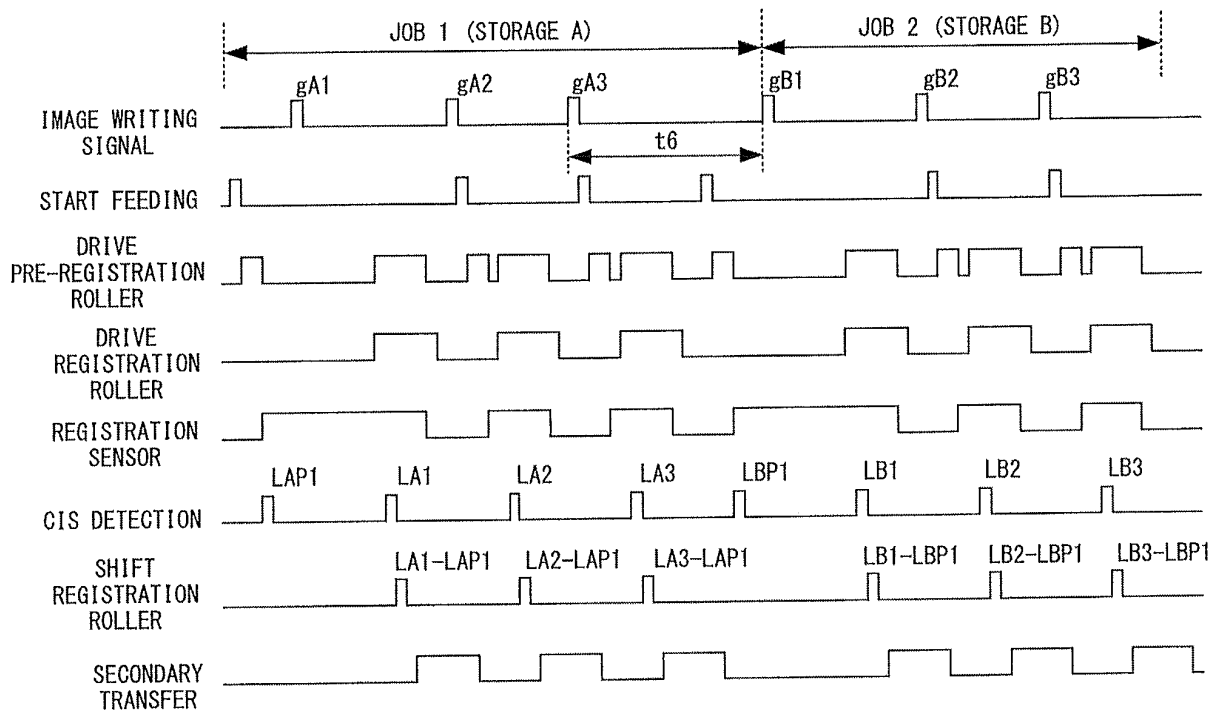 JOB 1 (STORAGE A)
JOB 2 (STORAGE B)
gA1
gA2
gA3
gB1
gB2
gB3
IMAGE WRITING
SIGNAL
t6
START FEEDING
DRIVE
PRE-REGISTRATION
ROLLER
DRIVE
REGISTRATION
ROLLER
REGISTRATION
SENSOR
LAP1
LA1
LA2
LA3
LBP1
LB1
LB2
LB3
CIS DETECTION
SHIFT
REGISTRATION
ROLLER
LA1-LAP1
LA2-LAP1
LA3-LAP1
LB1-LBP1
LB2-LBP1
LB3-LBP1
SECONDARY
TRANSFER